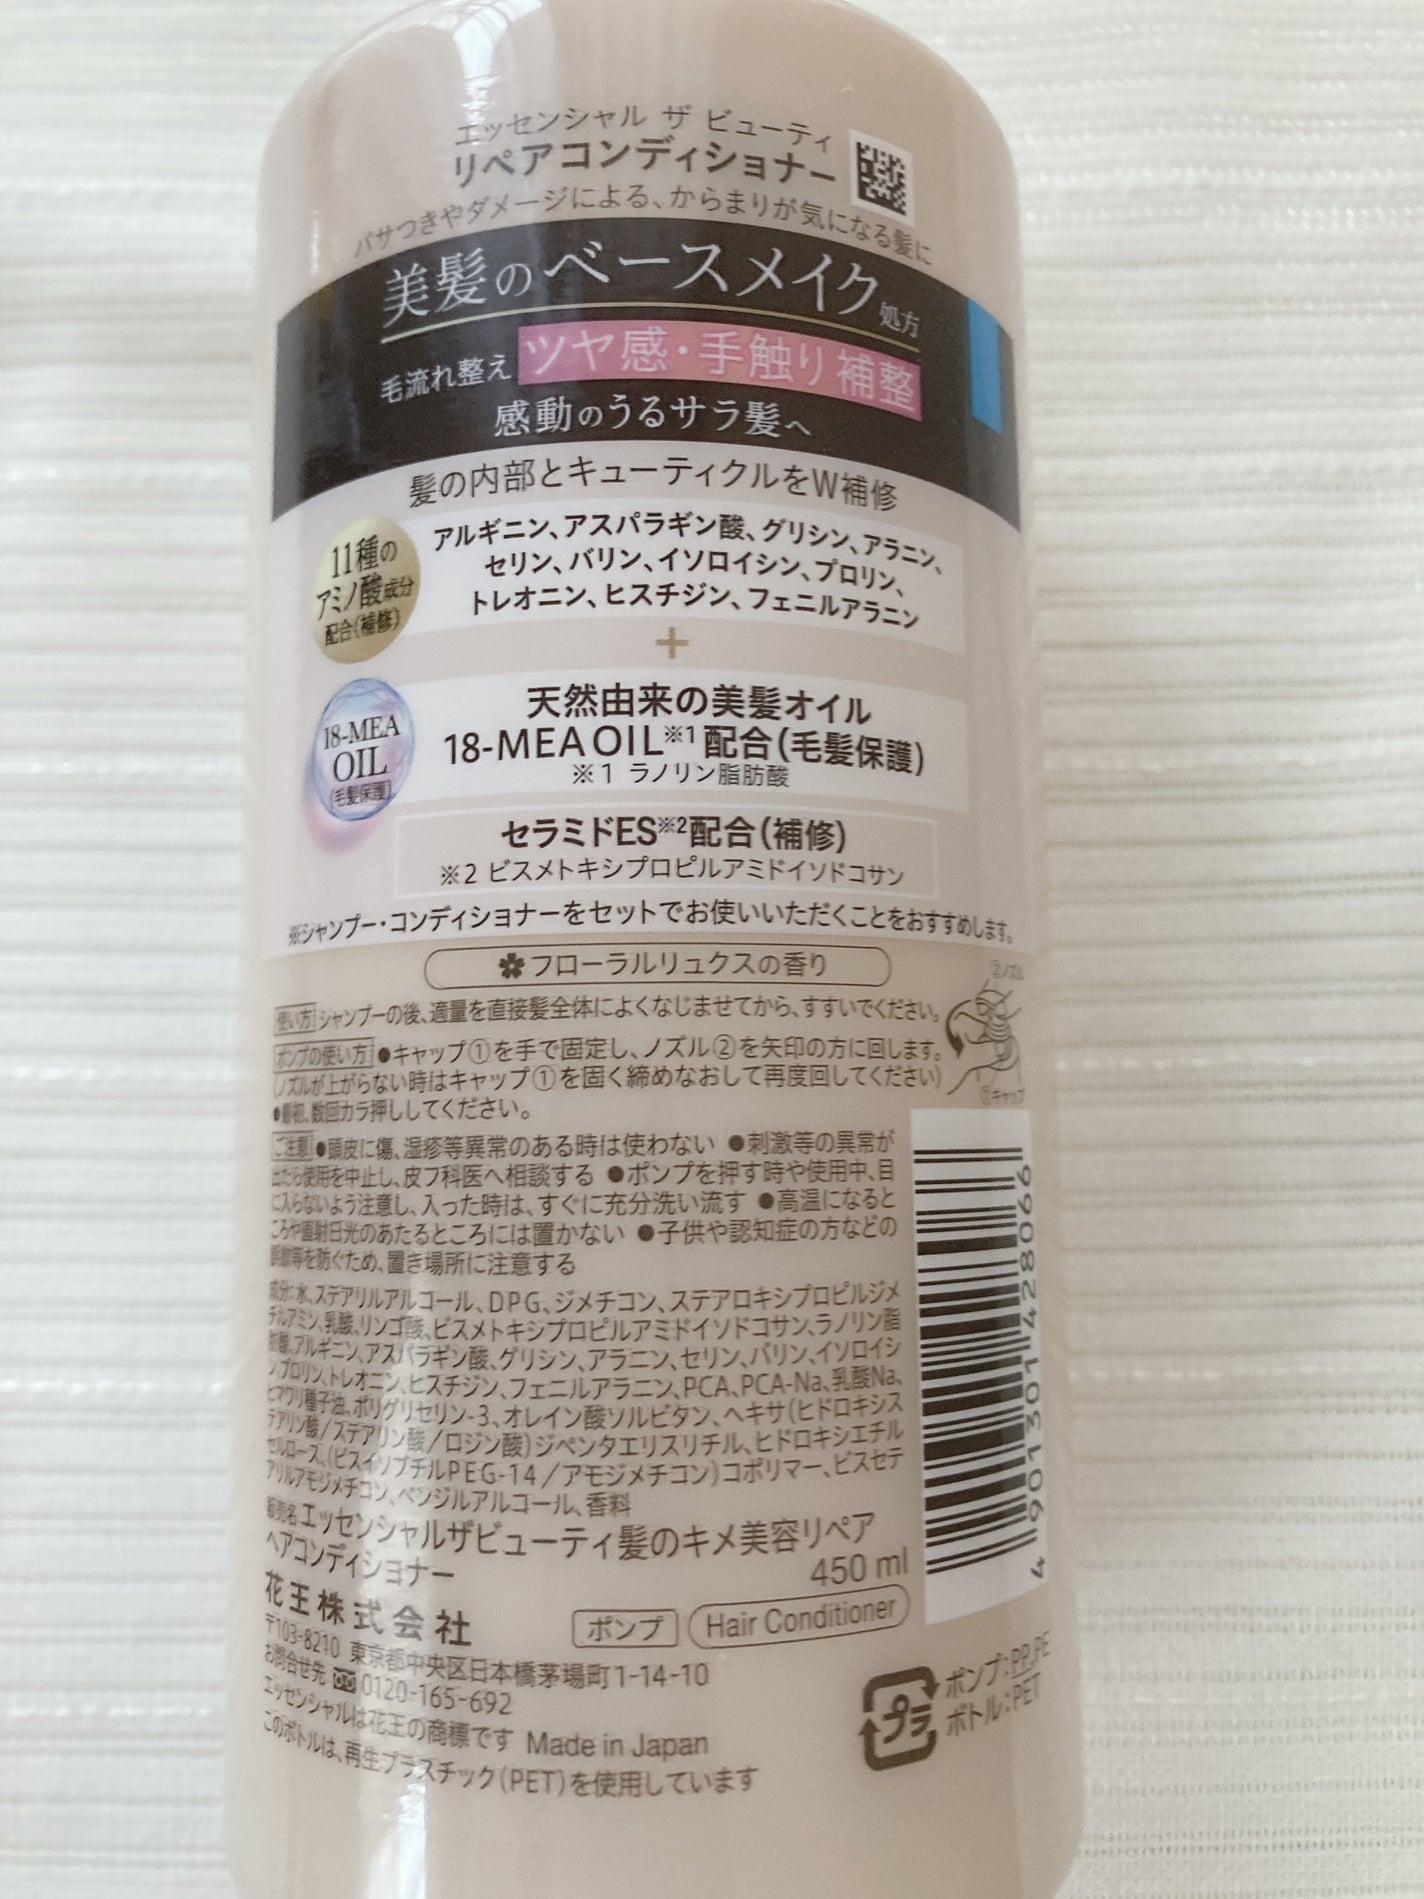 エッセンシャル ザ ビューティ
リペアコンディショナー
パサつきやダメージによる、からまりが気になる髪に
美髪のベースメイク処方
毛流れ整え ツヤ感・手触り補整
感動のうるサラ髪へ
髪の内部とキューティクルをW補修
11種の
アミノ酸成分
配合(補修)
アルギニン、アスパラギン酸、グリシン、アラニン、
セリン、バリン、イソロイシン、プロリン、
トレオニン、ヒスチジン、フェニルアラニン
+
18-MEA
OIL
(毛髪保護)
天然由来の美髪オイル
18-MEA OIL※1配合(毛髪保護)
※1 ラノリン脂肪酸
セラミドES※2配合(補修)
※2 ビスメトキシプロピルアミドイソドコサン
※シャンプー・コンディショナーをセットでお使いいただくことをおすすめします。
フローラルリュクスの香り
使い方 シャンプーの後、適量を直接髪全体によくなじませてから、すすいでください。
ポンプの使い方 ●キャップ①を手で固定し、ノズル②を矢印の方に回します。
(ノズルが上がらない時はキャップ①を固く締めなおして再度回してください)
●最初、数回カラ押ししてください。
②ノズル
①キャップ
ご注意 ●頭皮に傷、湿疹等異常のある時は使わない ●刺激等の異常が
出たら使用を中止し、皮フ科医へ相談する ●ポンプを押す時や使用中、目
に入らないよう注意し、入った時は、すぐに充分洗い流す ●高温になると
ころや直射日光のあたるところには置かない ●子供や認知症の方などの
誤飲等を防ぐため、置き場所に注意する
成分:水、ステアリルアルコール、DPG、ジメチコン、ステアロキシプロピルジメ
チルアミン、乳酸、リンゴ酸、ビスメトキシプロピルアミドイソドコサン、ラノリン脂
肪酸、アルギニン、アスパラギン酸、グリシン、アラニン、セリン、バリン、イソロイシ
ン、プロリン、トレオニン、ヒスチジン、フェニルアラニン、PCA、PCA-Na、乳酸Na、
ヒマワリ種子油、ポリグリセリン-3、オレイン酸ソルビタン、ヘキサ(ヒドロキシス
テアリン酸/ステアリン酸/ロジン酸)ジペンタエリスリチル、ヒドロキシエチル
セルロース、(ビスイソブチルPEG-14/アモジメチコン)コポリマー、ビスセテ
アリルアモジメチコン、ベンジルアルコール、香料
販売名 エッセンシャルザビューティ髪のキメ美容リペア
ヘアコンディショナー
450 ml
花王株式会社
ポンプ
Hair Conditioner
〒103-8210 東京都中央区日本橋茅場町1-14-10
お問合せ先 0120-165-692
エッセンシャルは花王の商標です Made in Japan
このボトルは、再生プラスチック(PET)を使用しています
プラ
ポンプ:PP,PE
ボトル:PET
4 901301 428066